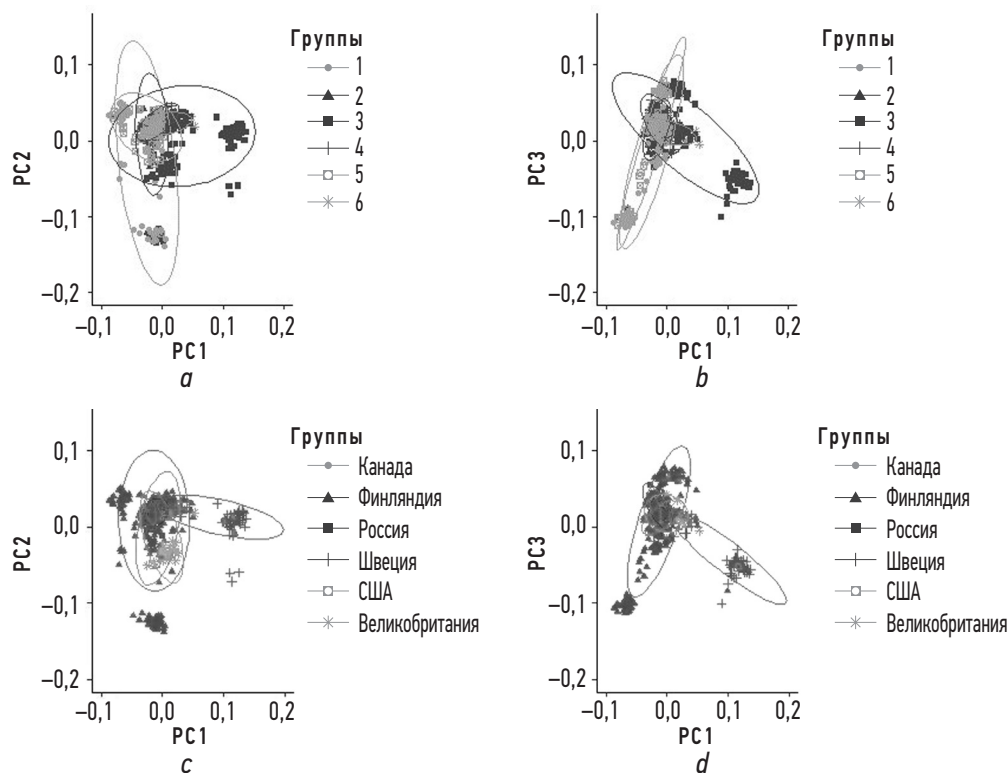 a
Группы
1
2
3
4
5
6
0,1
0,0
–0,1
–0,2
PC2
–0,1
0,0
0,1
0,2
PC1
b
Группы
1
2
3
4
5
6
0,1
0,0
–0,1
–0,2
PC3
–0,1
0,0
0,1
0,2
PC1
c
Группы
Канада
Финляндия
Россия
Швеция
США
Великобритания
0,1
0,0
–0,1
–0,2
PC2
–0,1
0,0
0,1
0,2
PC1
d
Группы
Канада
Финляндия
Россия
Швеция
США
Великобритания
0,1
0,0
–0,1
–0,2
PC3
–0,1
0,0
0,1
0,2
PC1